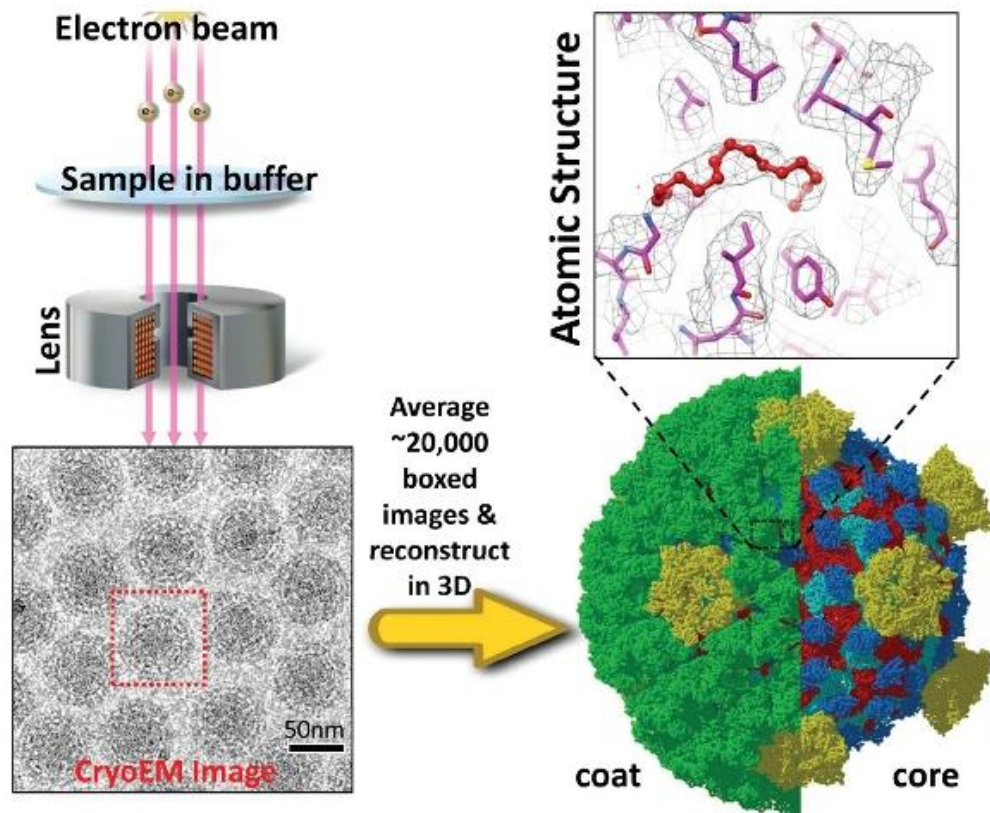 Electron beam
e-
e-
e-
Sample in buffer
Lens
50nm
CryoEM Image
Average
~20,000
boxed
images &
reconstruct
in 3D
Atomic Structure
coat
core